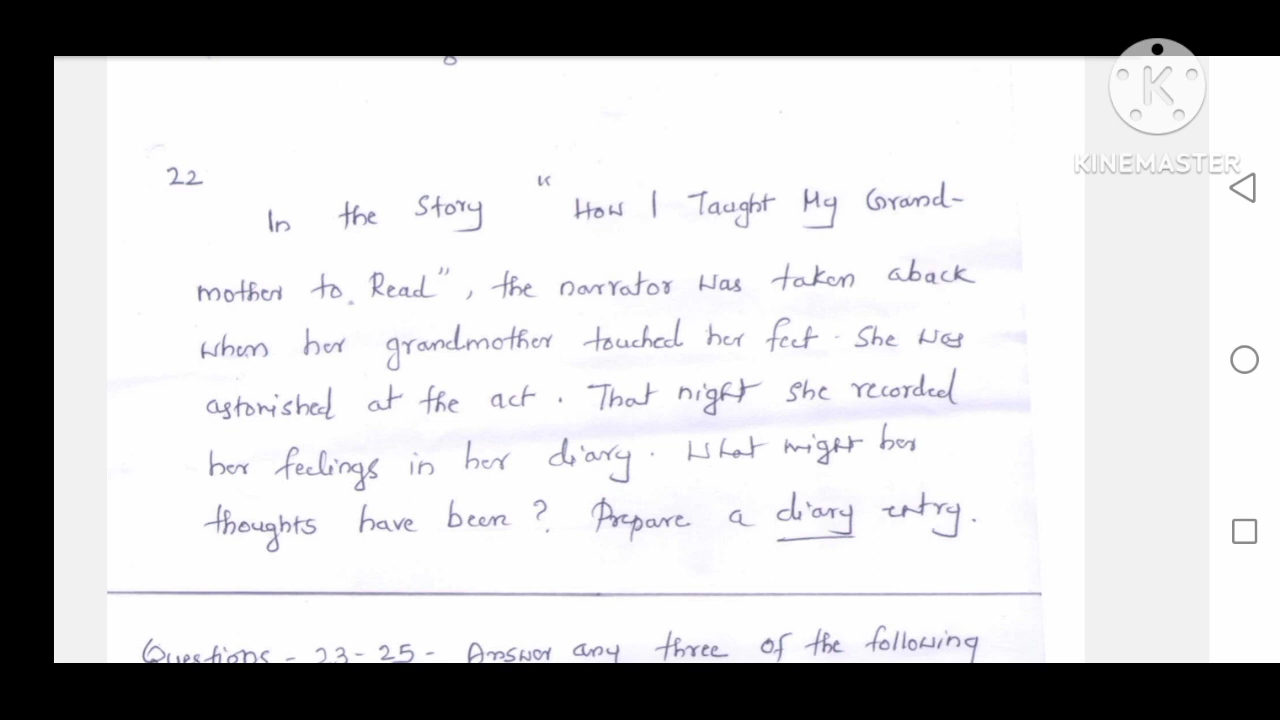 KINEMASTER
22
In the Story "How I Taught My Grand-
mother to Read", the narrator was taken aback
when her grandmother touched her feet. She was
astonished at the act. That night she recorded
her feelings in her diary. What might her
thoughts have been? Prepare a diary entry.
Questions - 23-25- Answer any three of the following